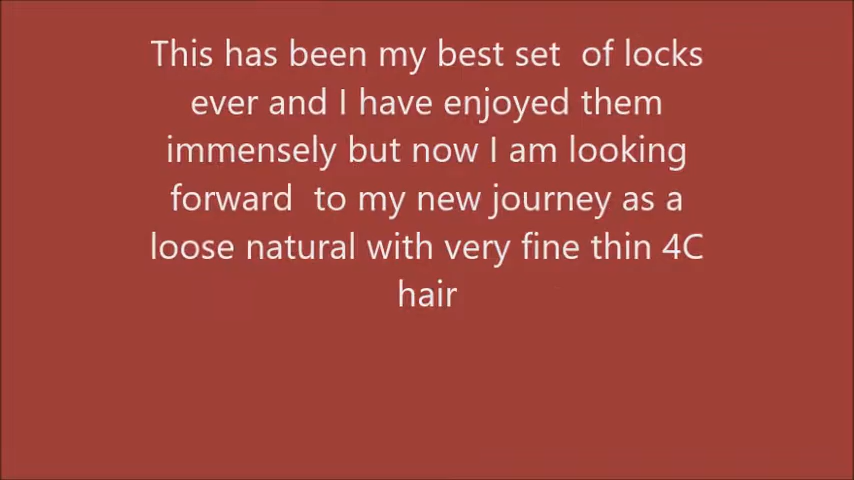 This has been my best set  of locks
ever and I have enjoyed them
immensely but now I am looking
forward  to my new journey as a
loose natural with very fine thin 4C
hair